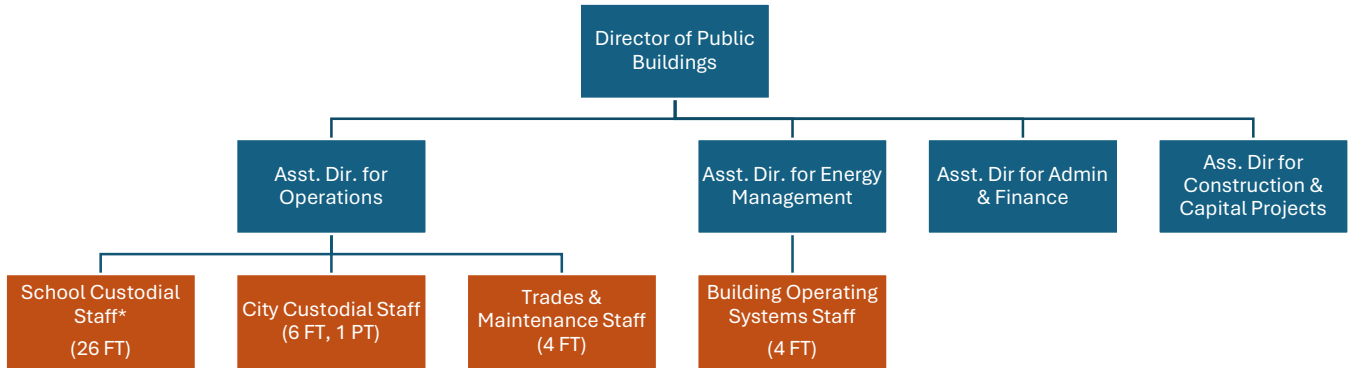 Director of Public
Buildings
Asst. Dir. for
Operations
Asst. Dir. for Energy
Management
Asst. Dir for Admin
& Finance
Ass. Dir for
Construction &
Capital Projects
School Custodial
Staff*
(26 FT)
City Custodial Staff
(6 FT, 1 PT)
Trades &
Maintenance Staff
(4 FT)
Building Operating
Systems Staff
(4 FT)